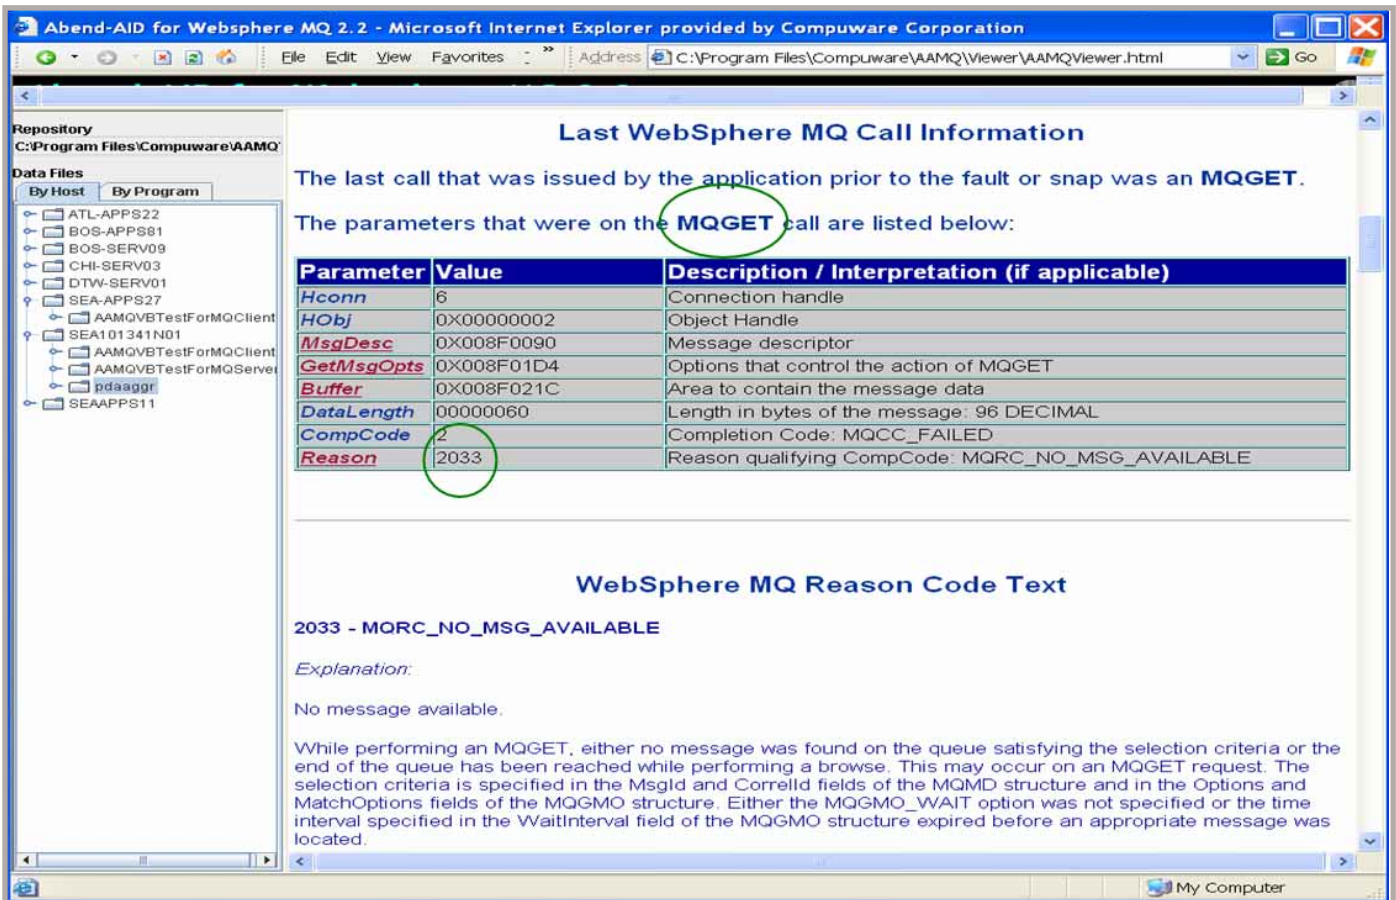 Abend-AID for Websphere MQ 2.2 - Microsoft Internet Explorer provided by Compuware Corporation
File Edit View Favorites » Address C:\Program Files\Compuware\AAMQ\Viewer\AAMQViewer.html Go
Repository
C:\Program Files\Compuware\AAMQ\
Data Files
By Host By Program
ATL-APPS22
BOS-APPS81
BOS-SERV09
CHI-SERV03
DTW-SERV01
SEA-APPS27
AAMQVBTestForMQClient
SEA101341N01
AAMQVBTestForMQClient
AAMQVBTestForMQServer
pdaaggr
SEAAPPS11
Last WebSphere MQ Call Information
The last call that was issued by the application prior to the fault or snap was an MQGET.
The parameters that were on the MQGET call are listed below:
Parameter Value Description / Interpretation (if applicable)
Hconn 6 Connection handle
HObj 0X00000002 Object Handle
MsgDesc 0X008F0090 Message descriptor
GetMsgOpts 0X008F01D4 Options that control the action of MQGET
Buffer 0X008F021C Area to contain the message data
DataLength 00000060 Length in bytes of the message: 96 DECIMAL
CompCode 2 Completion Code: MQCC_FAILED
Reason 2033 Reason qualifying CompCode: MQRC_NO_MSG_AVAILABLE
WebSphere MQ Reason Code Text
2033 - MQRC_NO_MSG_AVAILABLE
Explanation:
No message available.
While performing an MQGET, either no message was found on the queue satisfying the selection criteria or the
end of the queue has been reached while performing a browse. This may occur on an MQGET request. The
selection criteria is specified in the MsgId and CorrelId fields of the MQMD structure and in the Options and
MatchOptions fields of the MQGMO structure. Either the MQGMO_WAIT option was not specified or the time
interval specified in the WaitInterval field of the MQGMO structure expired before an appropriate message was
located.
My Computer